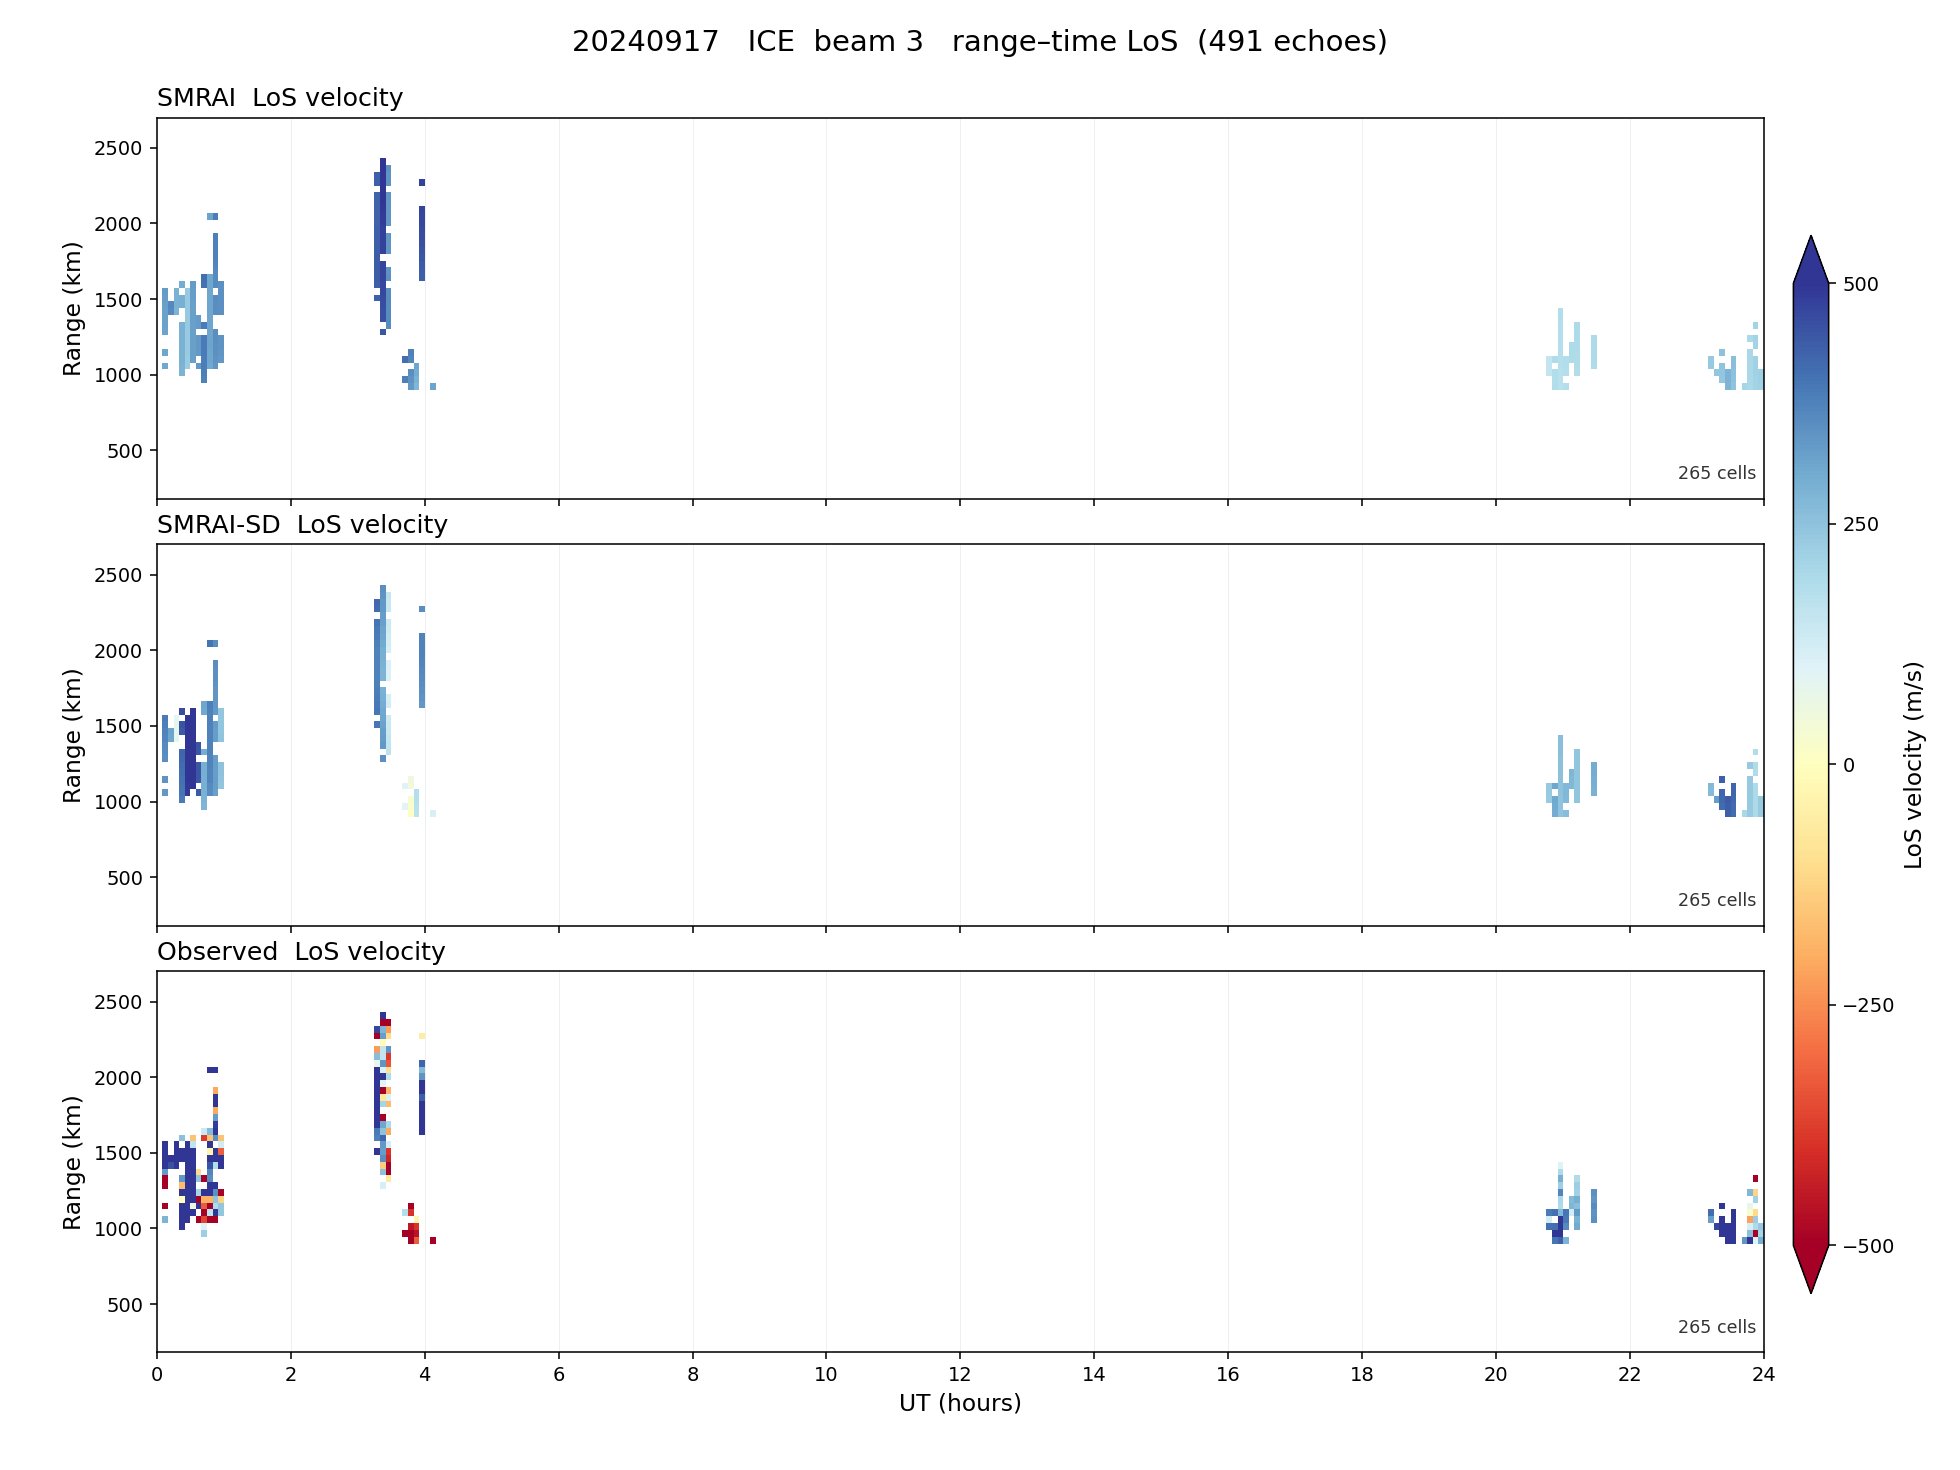 20240917 ICE beam 3 range–time LoS (491 echoes)
SMRAI LoS velocity
2500
2000
1500
1000
500
Range (km)
265 cells
SMRAI-SD LoS velocity
2500
2000
1500
1000
500
Range (km)
265 cells
Observed LoS velocity
2500
2000
1500
1000
500
Range (km)
265 cells
0 2 4 6 8 10 12 14 16 18 20 22 24
UT (hours)
500
250
0
−250
−500
LoS velocity (m/s)